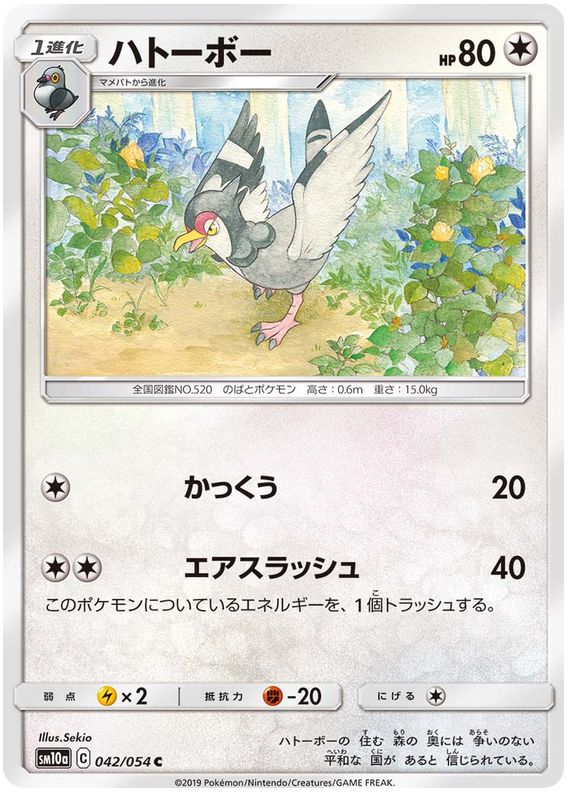 1進化 ハトーボー HP80
マメパトから進化
全国図鑑NO.520 のばとポケモン 高さ:0.6m 重さ:15.0kg
かっくう 20
エアスラッシュ 40
このポケモンについているエネルギーを、1個トラッシュする。
弱点 ×2 抵抗力 -20 にげる
Illus.Sekio
ハトーボーの 住む 森の 奥には 争いのない
平和な 国が あると 信じられている。
sm10a C 042/054 C
©2019 Pokémon/Nintendo/Creatures/GAME FREAK.